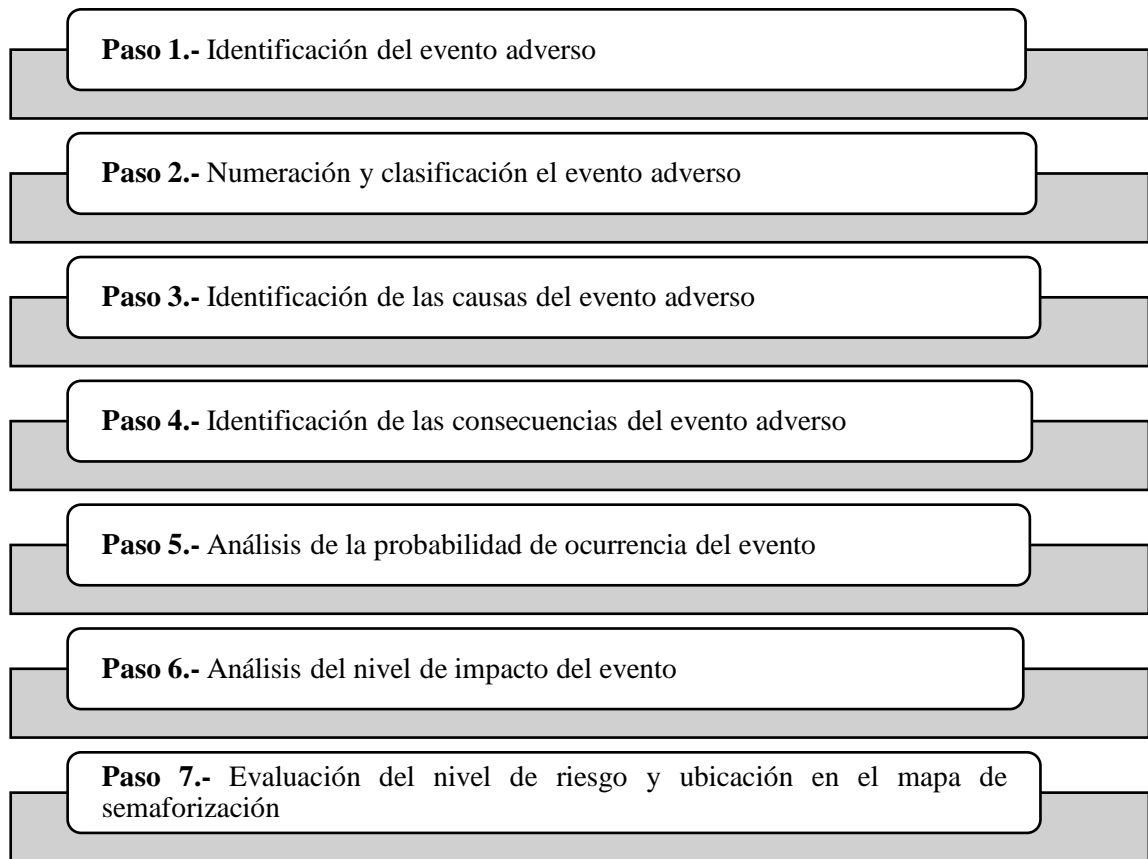 Paso 1.- Identificación del evento adverso
Paso 2.- Numeración y clasificación el evento adverso
Paso 3.- Identificación de las causas del evento adverso
Paso 4.- Identificación de las consecuencias del evento adverso
Paso 5.- Análisis de la probabilidad de ocurrencia del evento
Paso 6.- Análisis del nivel de impacto del evento
Paso 7.- Evaluación del nivel de riesgo y ubicación en el mapa de
semaforización